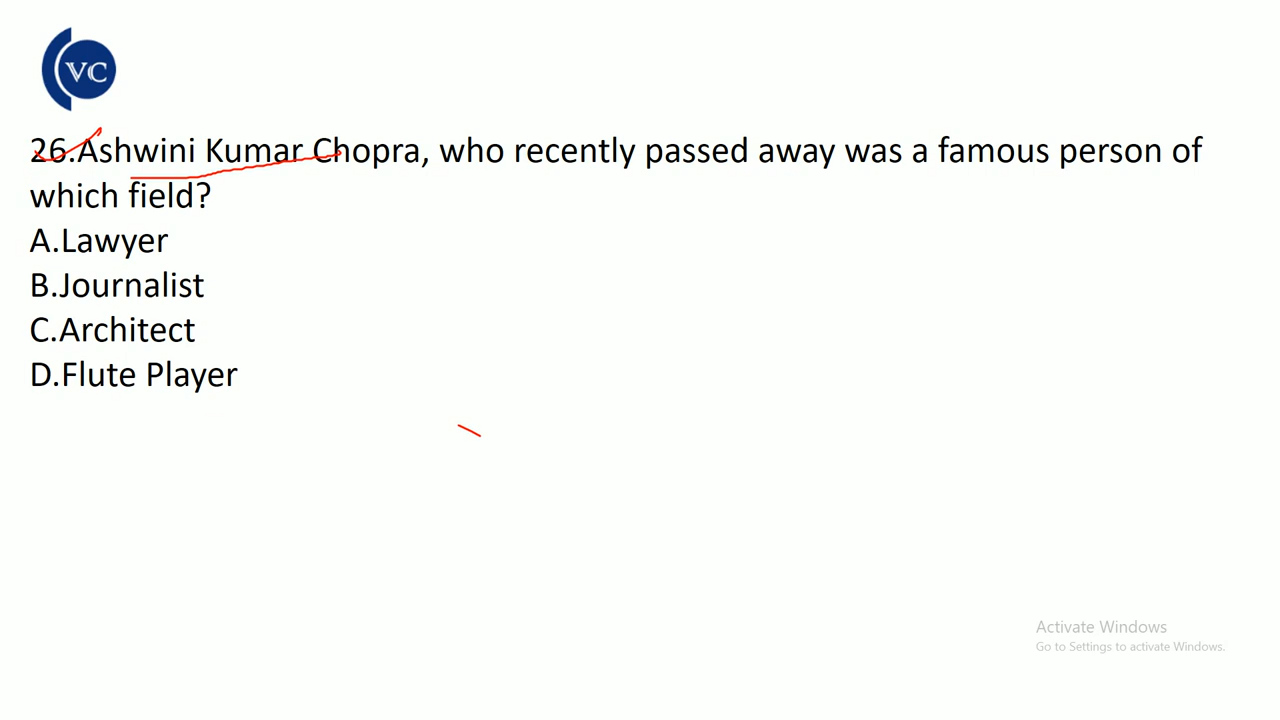 VC
26.Ashwini Kumar Chopra, who recently passed away was a famous person of
which field?
A.Lawyer
B.Journalist
C.Architect
D.Flute Player
Activate Windows
Go to Settings to activate Windows.